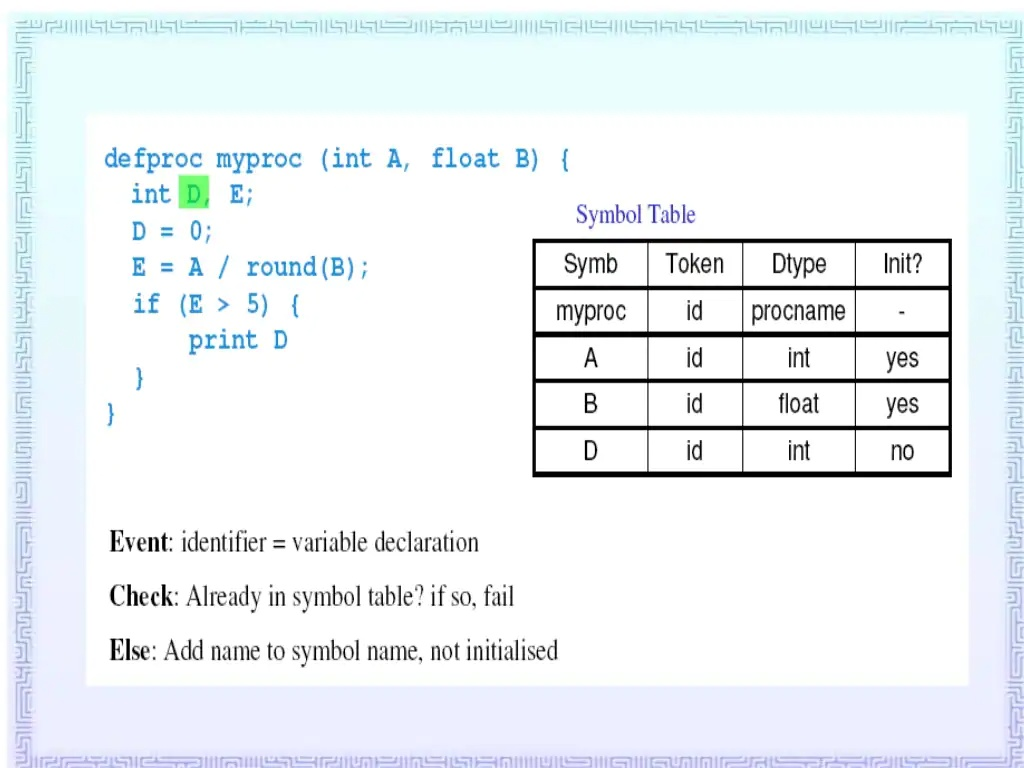 defproc myproc (int A, float B) {
int D, E;
D = 0;
E = A / round(B);
if (E > 5) {
print D
}
}
Symbol Table
Symb Token Dtype Init?
myproc id procname -
A id int yes
B id float yes
D id int no
Event: identifier = variable declaration
Check: Already in symbol table? if so, fail
Else: Add name to symbol name, not initialised